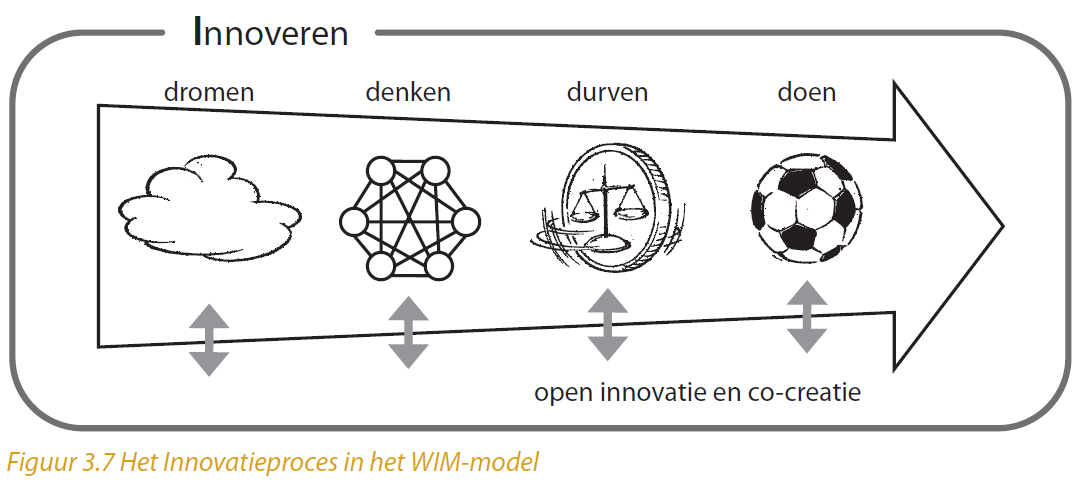 Innoveren
dromen denken durven doen
open innovatie en co-creatie
Figuur 3.7 Het Innovatieproces in het WIM-model